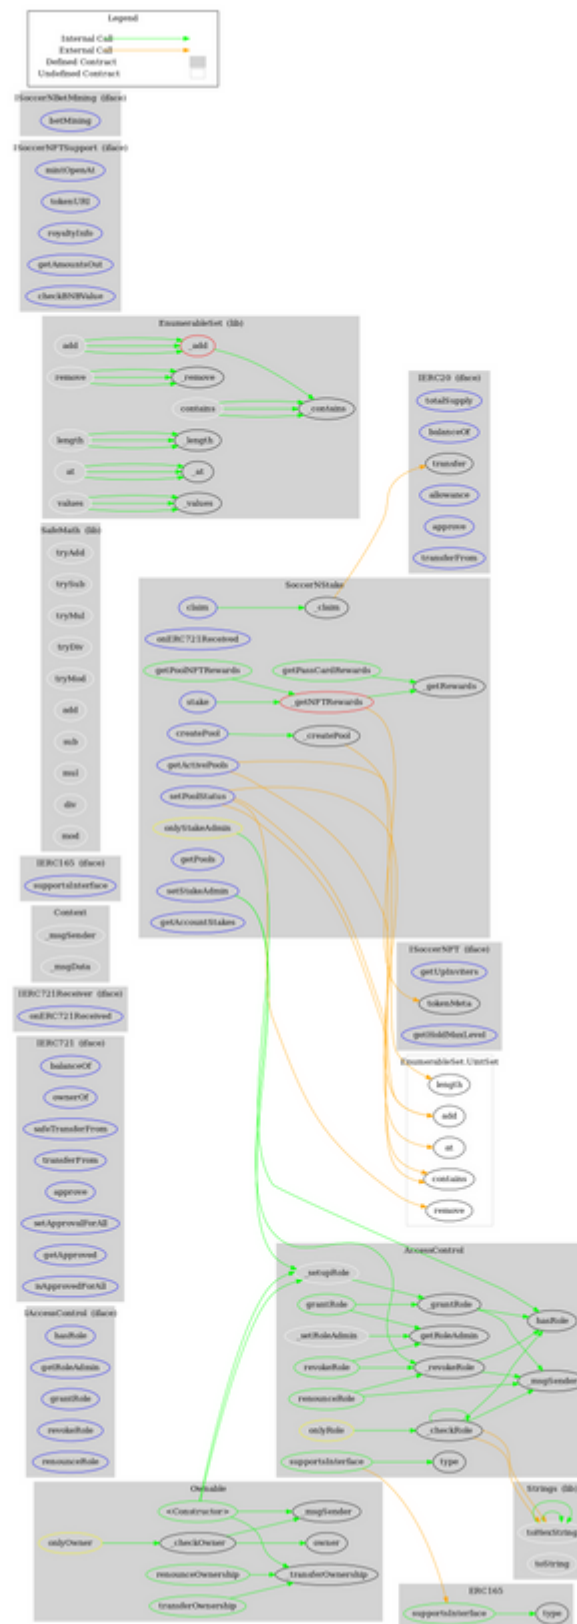 Legend
Internal Call
External Call
Defined Contract
Undefined Contract
ISoccerNBetMining (iface)
betMining
ISoccerNFTSupport (iface)
mintOpenAt
tokenURI
royaltyInfo
getAmountsOut
checkBNBValue
EnumerableSet (lib)
add
_add
remove
_remove
contains
_contains
length
_length
at
_at
values
_values
IERC20 (iface)
totalSupply
balanceOf
transfer
allowance
approve
transferFrom
SafeMath (lib)
tryAdd
trySub
tryMul
tryDiv
tryMod
add
sub
mul
div
mod
SoccerNStake
claim
_claim
onERC721Received
getPoolNFTRewards
getPassCardRewards
_getRewards
stake
_getNFTRewards
createPool
_createPool
getActivePools
setPoolStatus
onlyStakeAdmin
getPools
setStakeAdmin
getAccountStakes
IERC165 (iface)
supportsInterface
Context
_msgSender
_msgData
ISoccerNFT (iface)
getUpInviters
tokenMeta
getHoldMaxLevel
IERC721Receiver (iface)
onERC721Received
IERC721 (iface)
balanceOf
ownerOf
safeTransferFrom
transferFrom
approve
setApprovalForAll
getApproved
isApprovedForAll
EnumerableSet.UintSet
length
add
at
contains
remove
AccessControl
_setupRole
grantRole
_grantRole
hasRole
_setRoleAdmin
getRoleAdmin
revokeRole
_revokeRole
_msgSender
renounceRole
onlyRole
_checkRole
supportsInterface
type
IAccessControl (iface)
hasRole
getRoleAdmin
grantRole
revokeRole
renounceRole
Ownable
<Constructor>
_msgSender
onlyOwner
_checkOwner
owner
renounceOwnership
_transferOwnership
transferOwnership
Strings (lib)
toHexString
toString
ERC165
supportsInterface
type